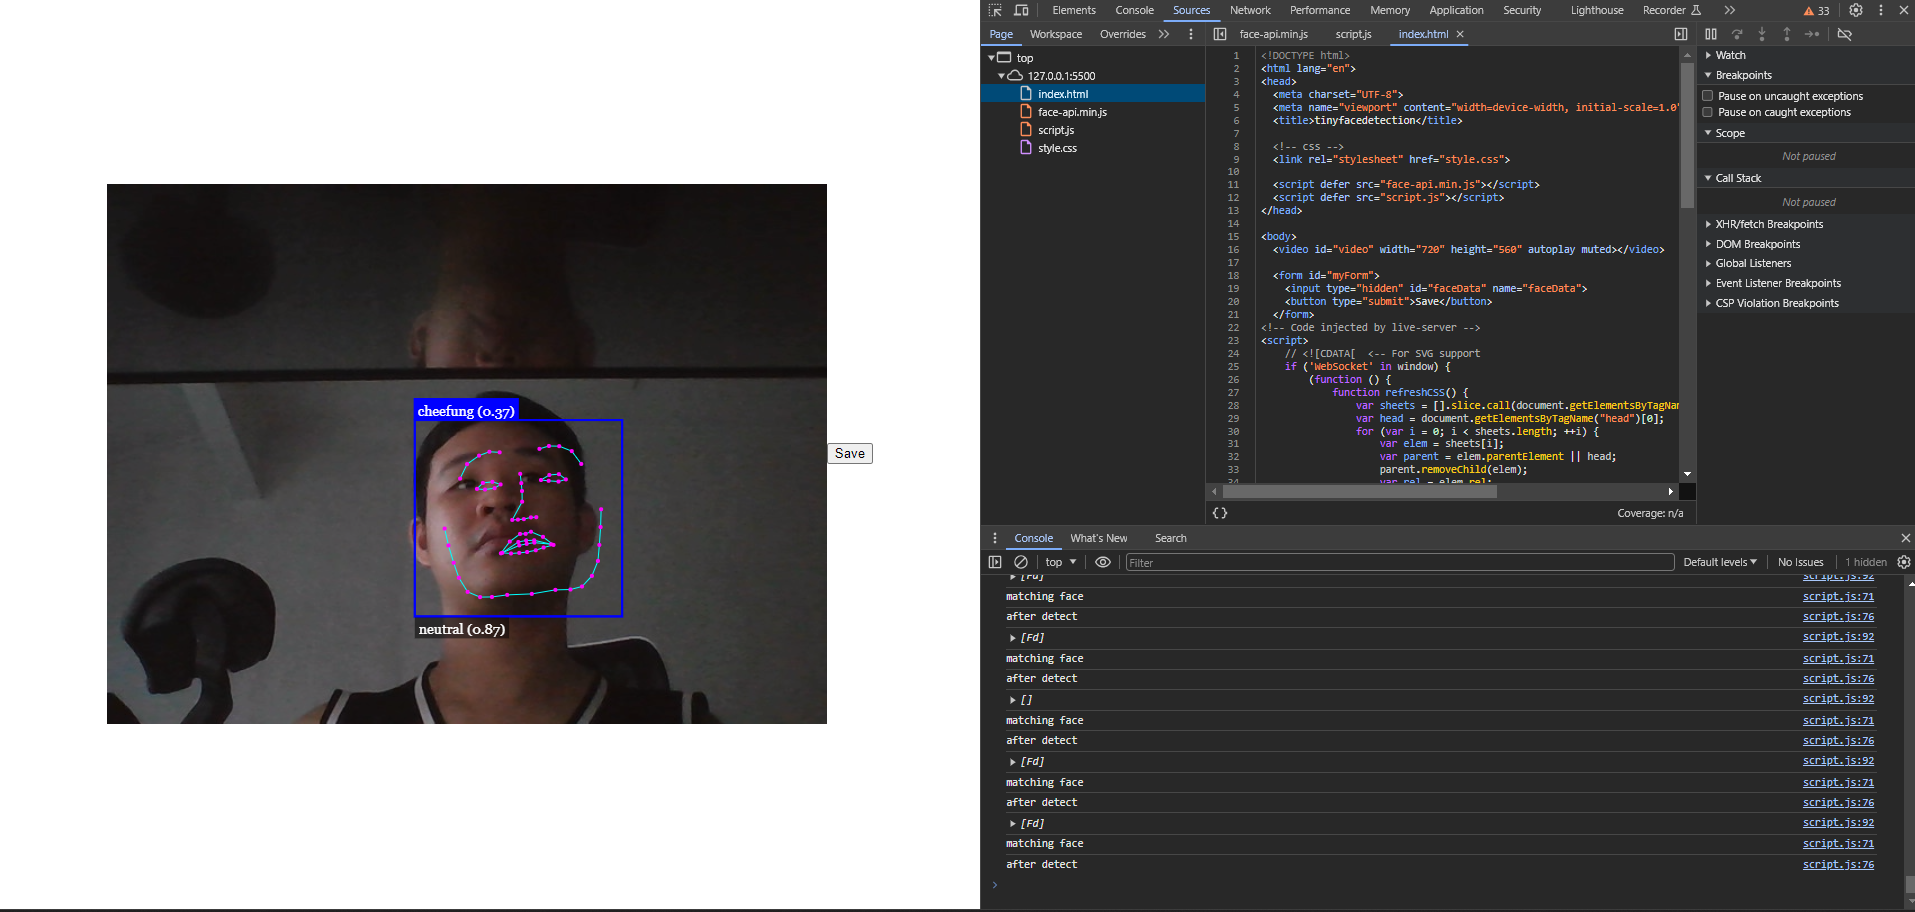 cheefung (0.37)
neutral (0.87)
Save
Elements Console Sources Network Performance Memory Application Security Lighthouse Recorder 33
Page Workspace Overrides
face-api.min.js script.js index.html
top
127.0.0.1:5500
index.html
face-api.min.js
script.js
style.css
1 <!DOCTYPE html>
2 <html lang="en">
3 <head>
4 <meta charset="UTF-8">
5 <meta name="viewport" content="width=device-width, initial-scale=1.0"
6 <title>tinyfacedetection</title>
7
8 <!-- css -->
9 <link rel="stylesheet" href="style.css">
10
11 <script defer src="face-api.min.js"></script>
12 <script defer src="script.js"></script>
13 </head>
14
15 <body>
16 <video id="video" width="720" height="560" autoplay muted></video>
17
18 <form id="myForm">
19 <input type="hidden" id="faceData" name="faceData">
20 <button type="submit">Save</button>
21 </form>
22 <!-- Code injected by live-server -->
23 <script>
24 // <![CDATA[ <-- For SVG support
25 if ('WebSocket' in window) {
26 (function () {
27 function refreshCSS() {
28 var sheets = [].slice.call(document.getElementsByTagNam
29 var head = document.getElementsByTagName("head")[0];
30 for (var i = 0; i < sheets.length; ++i) {
31 var elem = sheets[i];
32 var parent = elem.parentElement || head;
33 parent.removeChild(elem);
34 var rel = elem.rel;
{} Coverage: n/a
Watch
Breakpoints
Pause on uncaught exceptions
Pause on caught exceptions
Scope
Not paused
Call Stack
Not paused
XHR/fetch Breakpoints
DOM Breakpoints
Global Listeners
Event Listener Breakpoints
CSP Violation Breakpoints
Console What's New Search
top Filter Default levels No Issues 1 hidden
[Fd] script.js:92
matching face script.js:71
after detect script.js:76
[Fd] script.js:92
matching face script.js:71
after detect script.js:76
[] script.js:92
matching face script.js:71
after detect script.js:76
[Fd] script.js:92
matching face script.js:71
after detect script.js:76
[Fd] script.js:92
matching face script.js:71
after detect script.js:76